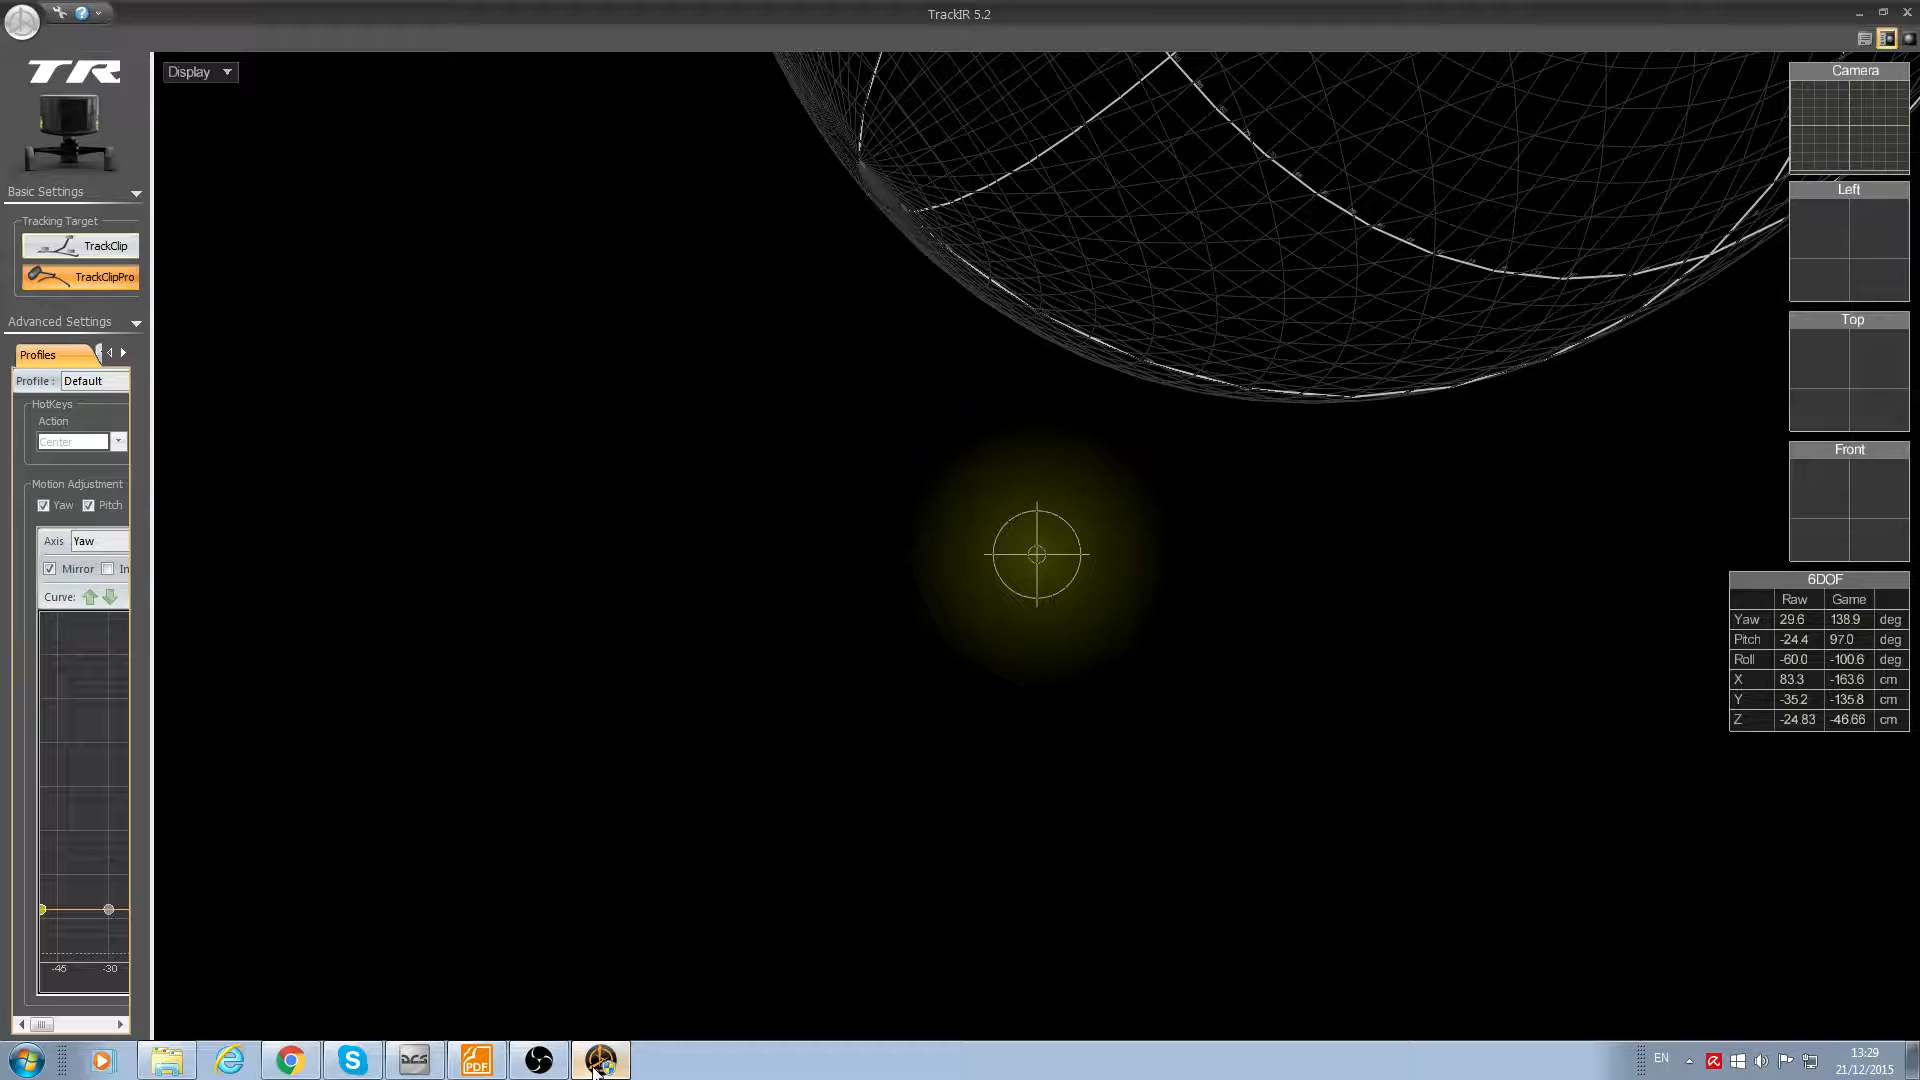 TrackIR 5.2
TR
Display
Camera
Basic Settings
Left
Tracking Target
TrackClip
TrackClipPro
Advanced Settings
Top
Profiles
Profile : Default
HotKeys
Action
Center
Front
Motion Adjustment
Yaw Pitch
Axis Yaw
Mirror In
Curve:
6DOF
Raw Game
Yaw 29.6 138.9 deg
Pitch -24.4 97.0 deg
Roll -60.0 -100.6 deg
X 83.3 -163.6 cm
Y -35.2 -135.8 cm
Z -24.83 -46.66 cm
-45 -30
DCS
PDF
EN
13:29
21/12/2015